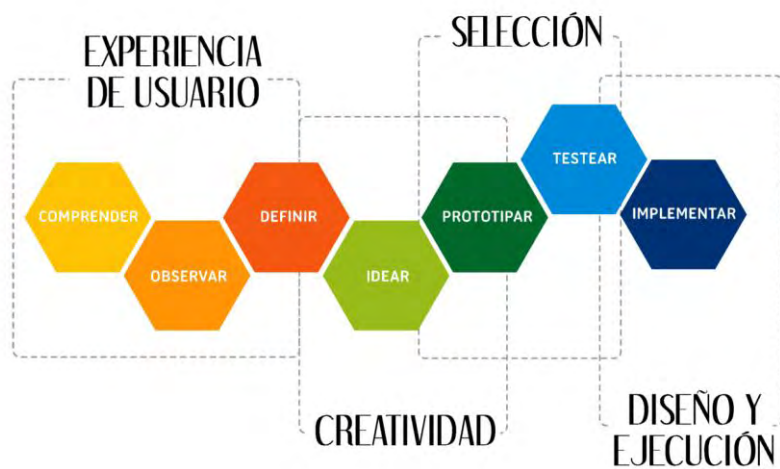 EXPERIENCIA
DE USUARIO
SELECCIÓN
COMPRENDER
OBSERVAR
DEFINIR
IDEAR
PROTOTIPAR
TESTEAR
IMPLEMENTAR
CREATIVIDAD
DISEÑO Y
EJECUCIÓN